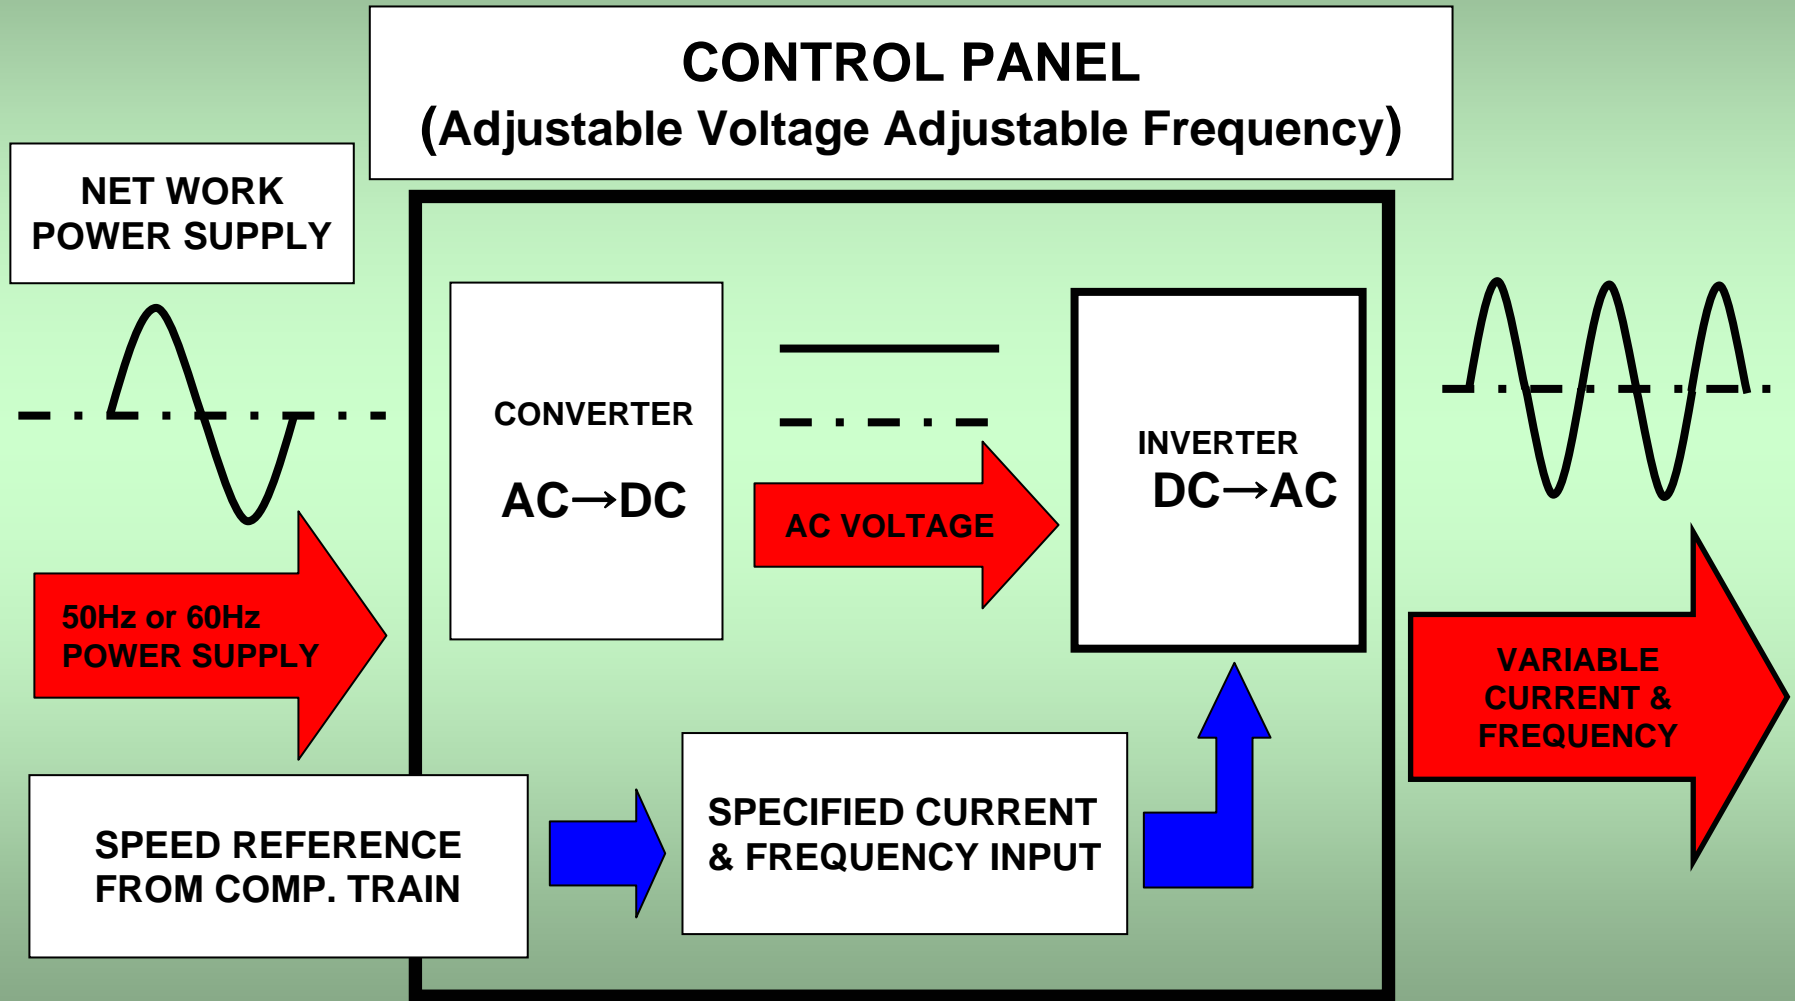 CONTROL PANEL
(Adjustable Voltage Adjustable Frequency)
NET WORK
POWER SUPPLY
CONVERTER
AC→DC
AC VOLTAGE
INVERTER
DC→AC
50Hz or 60Hz
POWER SUPPLY
VARIABLE
CURRENT &
FREQUENCY
SPEED REFERENCE
FROM COMP. TRAIN
SPECIFIED CURRENT
& FREQUENCY INPUT